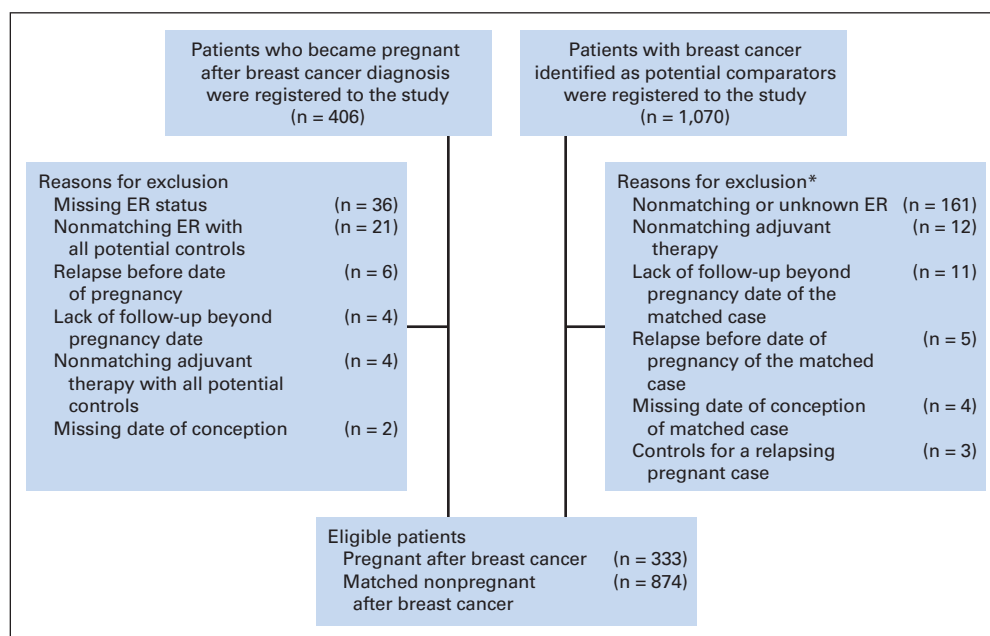 Patients who became pregnant
after breast cancer diagnosis
were registered to the study
(n = 406)
Patients with breast cancer
identified as potential comparators
were registered to the study
(n = 1,070)
Reasons for exclusion
Missing ER status (n = 36)
Nonmatching ER with (n = 21)
all potential controls
Relapse before date (n = 6)
of pregnancy
Lack of follow-up beyond (n = 4)
pregnancy date
Nonmatching adjuvant (n = 4)
therapy with all potential
controls
Missing date of conception (n = 2)
Reasons for exclusion*
Nonmatching or unknown ER (n = 161)
Nonmatching adjuvant (n = 12)
therapy
Lack of follow-up beyond (n = 11)
pregnancy date of the
matched case
Relapse before date of (n = 5)
pregnancy of the matched
case
Missing date of conception (n = 4)
of matched case
Controls for a relapsing (n = 3)
pregnant case
Eligible patients
Pregnant after breast cancer (n = 333)
Matched nonpregnant (n = 874)
after breast cancer